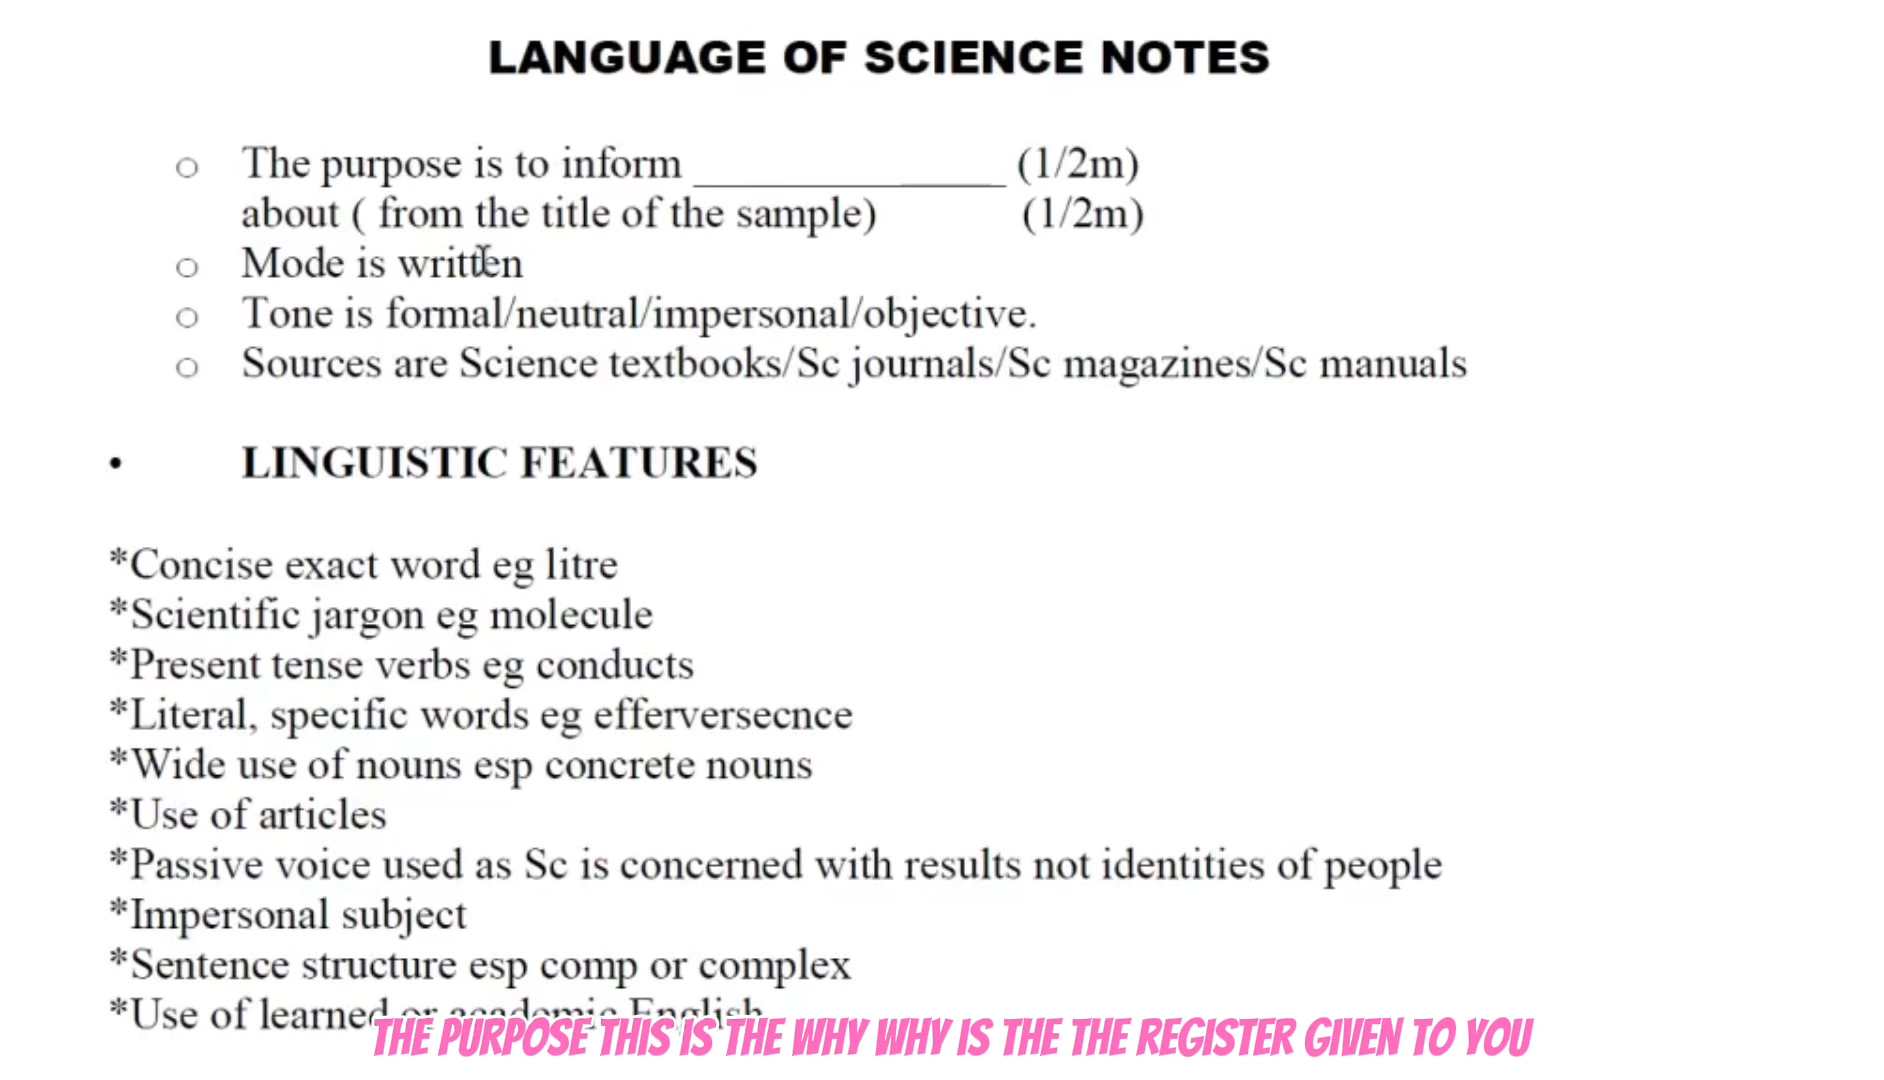 LANGUAGE OF SCIENCE NOTES
o The purpose is to inform _______________ (1/2m)
about ( from the title of the sample) (1/2m)
o Mode is written
o Tone is formal/neutral/impersonal/objective.
o Sources are Science textbooks/Sc journals/Sc magazines/Sc manuals
• LINGUISTIC FEATURES
*Concise exact word eg litre
*Scientific jargon eg molecule
*Present tense verbs eg conducts
*Literal, specific words eg efferversecnce
*Wide use of nouns esp concrete nouns
*Use of articles
*Passive voice used as Sc is concerned with results not identities of people
*Impersonal subject
*Sentence structure esp comp or complex
*Use of learned or academic English
THE PURPOSE THIS IS THE WHY WHY IS THE THE REGISTER GIVEN TO YOU